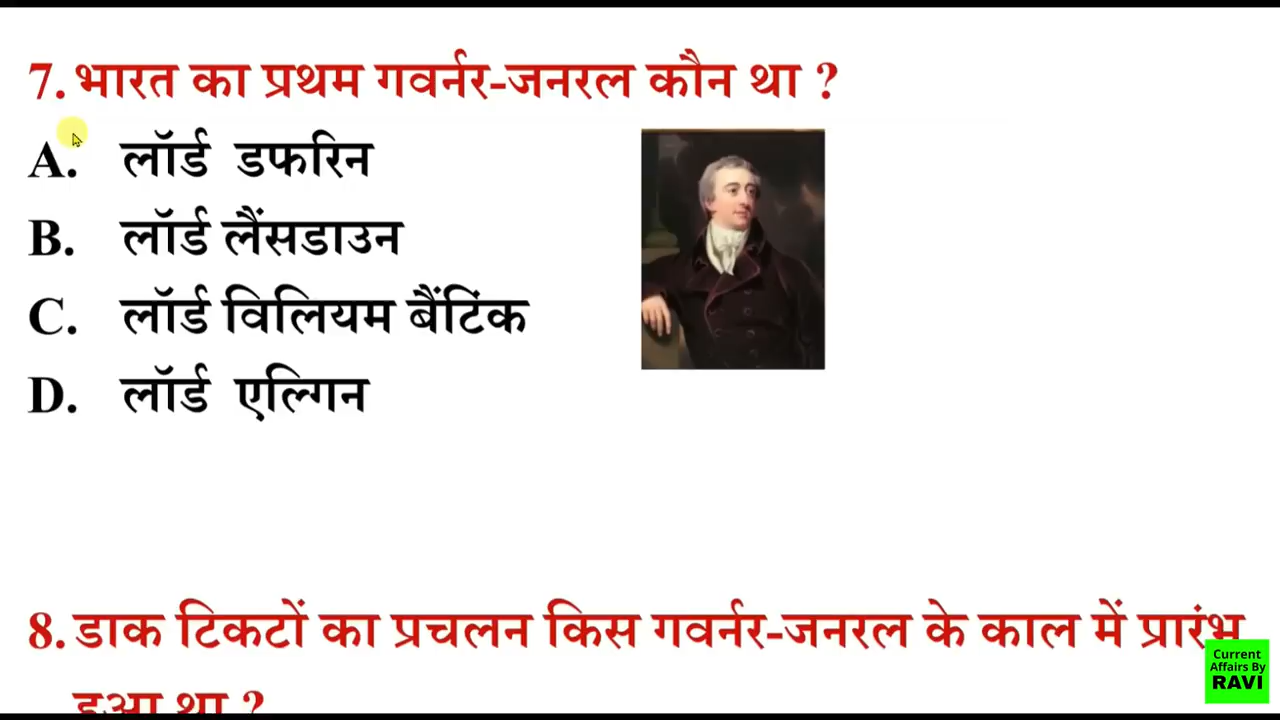 7. भारत का प्रथम गवर्नर-जनरल कौन था ?
A. लॉर्ड डफरिन
B. लॉर्ड लैंसडाउन
C. लॉर्ड विलियम बैंटिंक
D. लॉर्ड एल्गिन
8. डाक टिकटों का प्रचलन किस गवर्नर-जनरल के काल में प्रारंभ
हुआ था ?
Current
Affairs By
RAVI